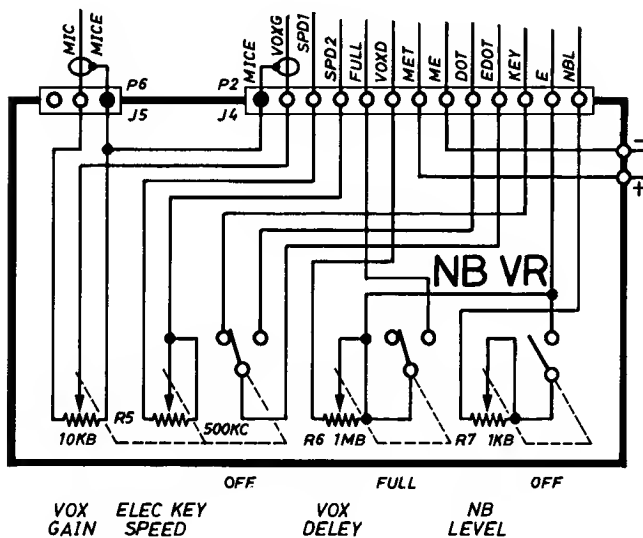 MIC
MICE
MICE
VOXG
SPD1
SPD2
FULL
VOXD
MET
ME
DOT
EDOT
KEY
E
NBL
P6
P2
J5
J4
-
+
NB VR
10KB
R5
500KC
R6
1MB
R7
1KB
OFF
FULL
OFF
VOX GAIN
ELEC KEY SPEED
VOX DELEY
NB LEVEL